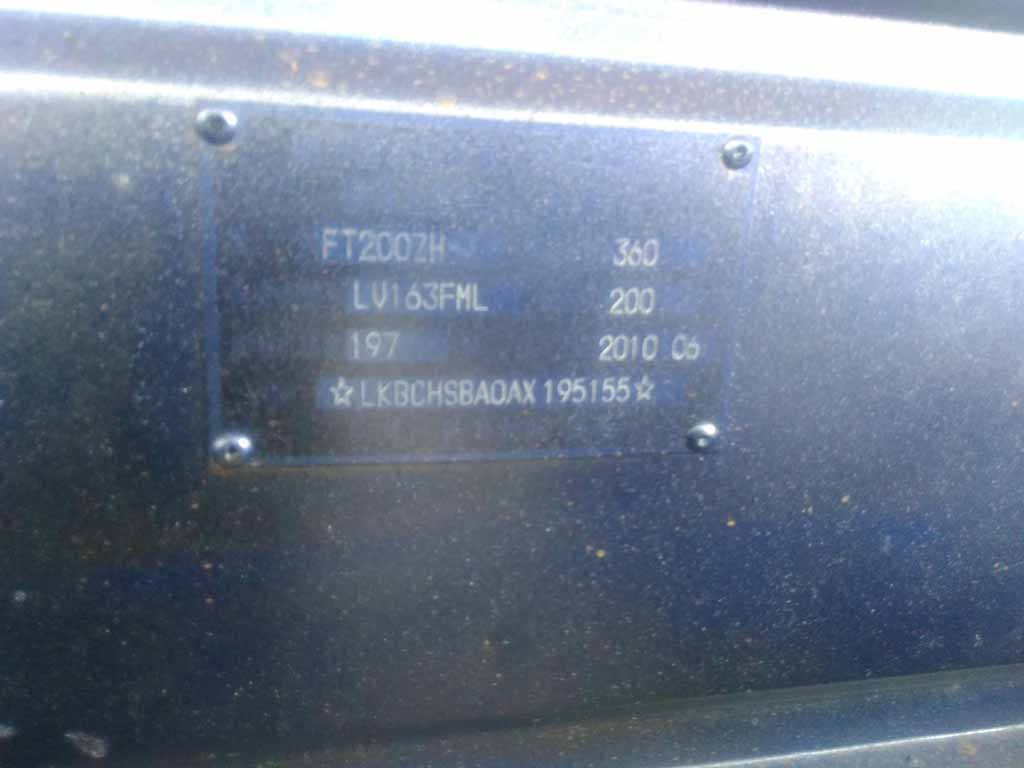 FT200ZH 360
LV163FML 200
197 2010 06
☆LKBCHSBA0AX195155☆